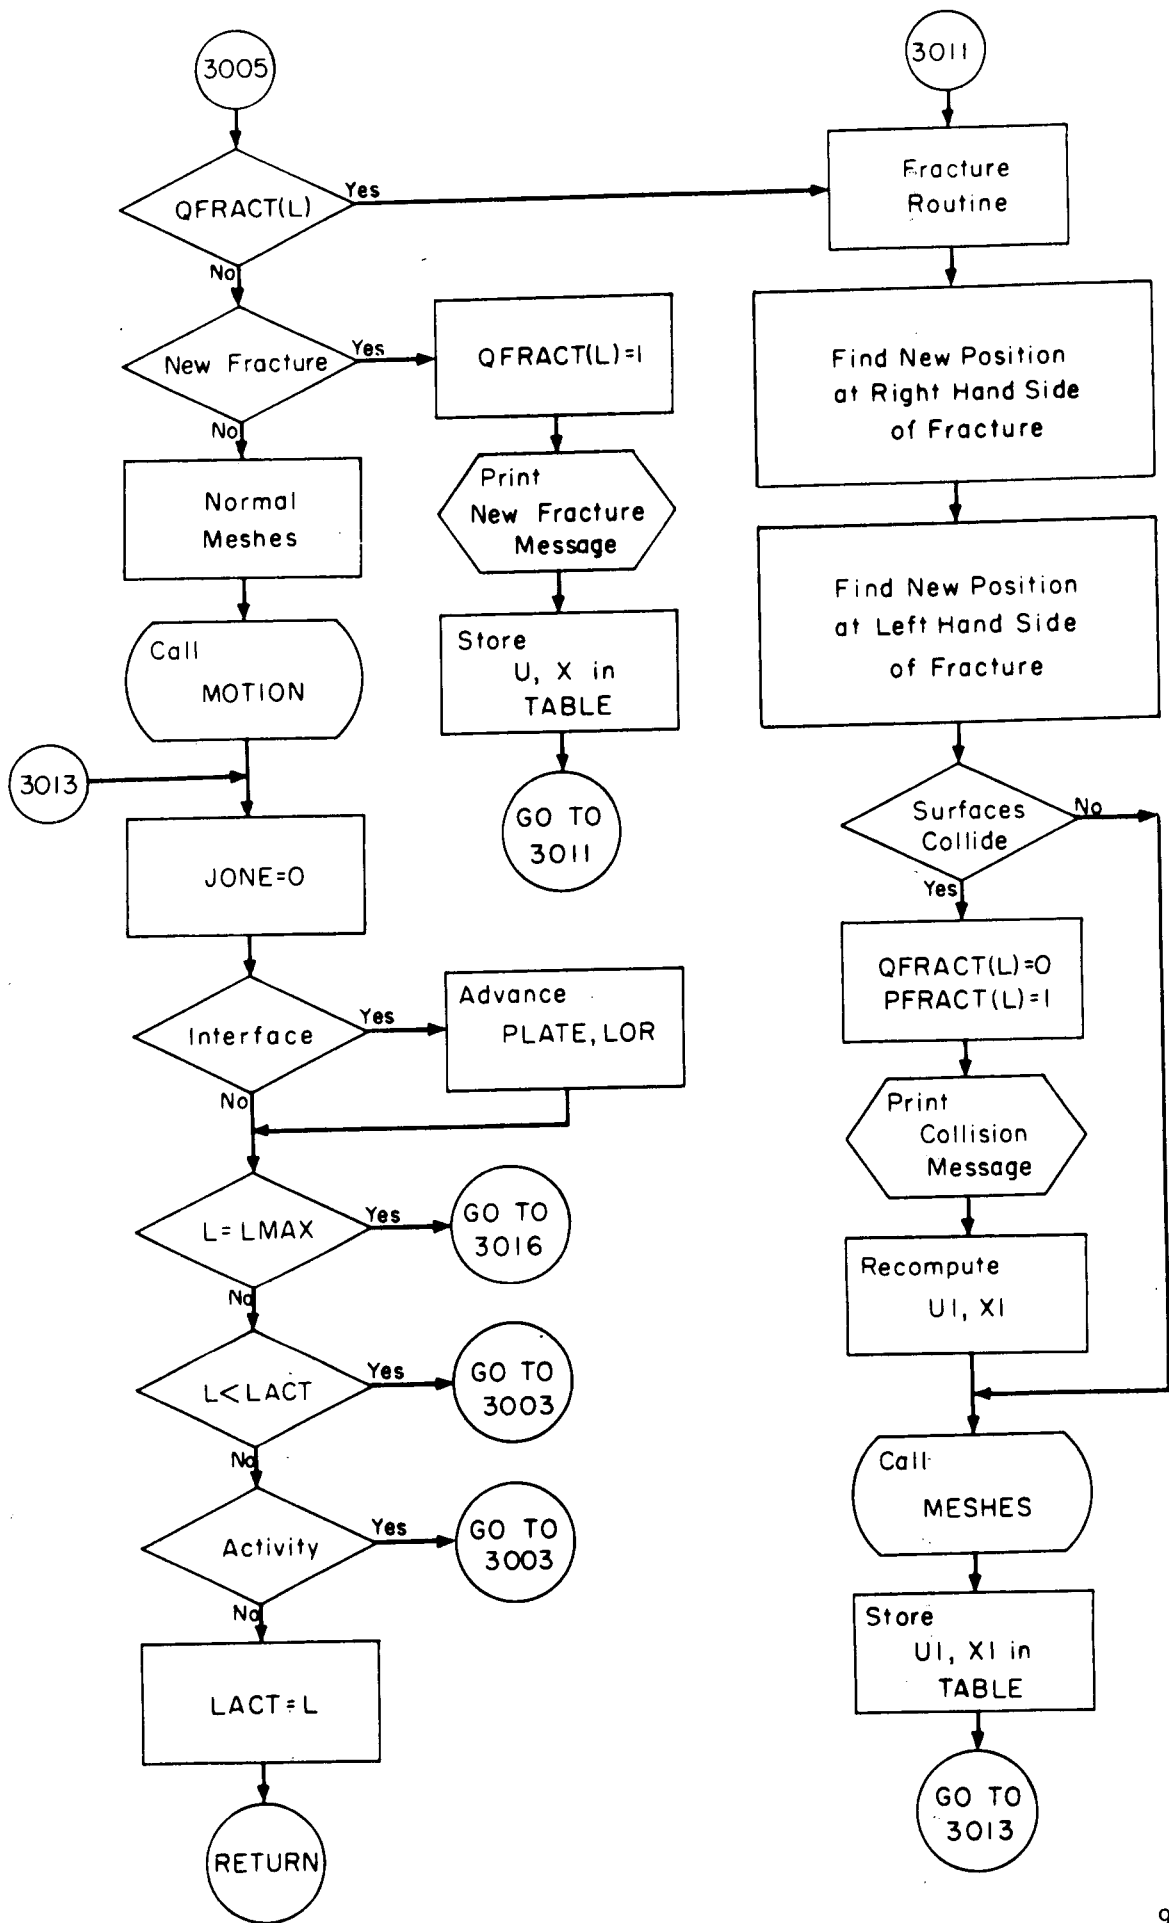 3005
QFRACT(L)
Yes
No
New Fracture
Yes
No
QFRACT(L)=1
Print
New Fracture
Message
Store
U, X in
TABLE
GO TO
3011
Normal
Meshes
Call
MOTION
3013
JONE=0
Interface
Yes
No
Advance
PLATE, LOR
L=LMAX
Yes
No
GO TO
3016
L<LACT
Yes
No
GO TO
3003
Activity
Yes
No
GO TO
3003
LACT=L
RETURN
3011
Fracture
Routine
Find New Position
at Right Hand Side
of Fracture
Find New Position
at Left Hand Side
of Fracture
Surfaces
Collide
No
Yes
QFRACT(L)=0
PFRACT(L)=1
Print
Collision
Message
Recompute
U1, X1
Call
MESHES
Store
U1, X1 in
TABLE
GO TO
3013